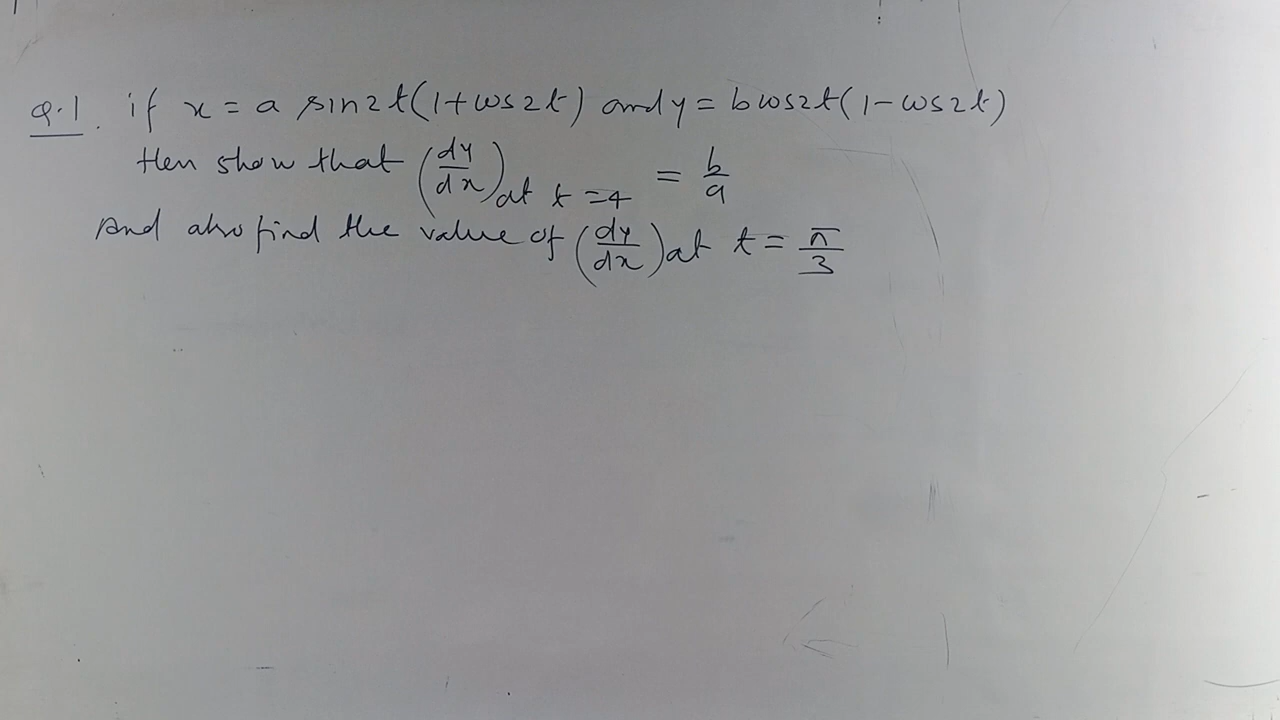 Q.1. if x = a sin2t(1+cos2t) and y = bcos2t(1-cos2t)
then show that (dy/dx)at t=4 = b/a
And also find the value of (dy/dx)at t = π/3